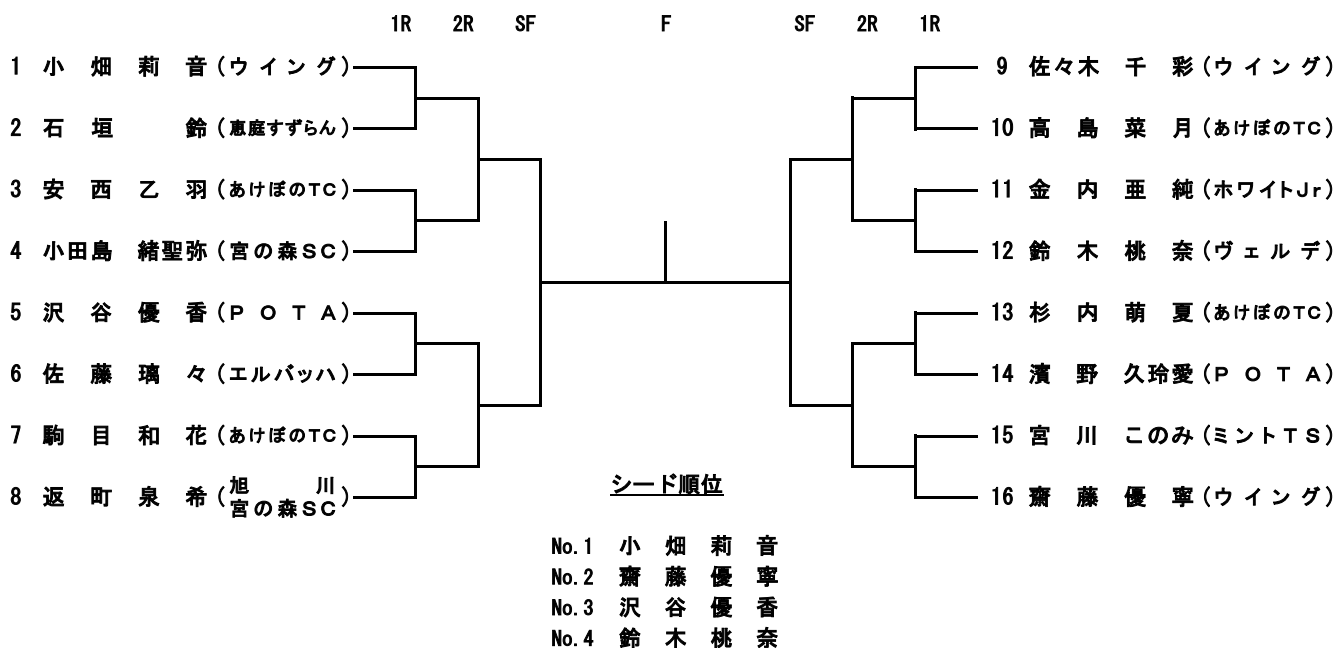 1R 2R SF F SF 2R 1R
1 小畑莉音(ウイング) 9 佐々木千彩(ウイング)
2 石垣鈴(恵庭すずらん) 10 高島菜月(あけぼのTC)
3 安西乙羽(あけぼのTC) 11 金内亜純(ホワイトJr)
4 小田島緒聖弥(宮の森SC) 12 鈴木桃奈(ヴェルデ)
5 沢谷優香(POTA) 13 杉内萌夏(あけぼのTC)
6 佐藤璃々(エルバッハ) 14 濱野久玲愛(POTA)
7 駒目和花(あけぼのTC) 15 宮川このみ(ミントTS)
8 返町泉希(旭川宮の森SC) 16 齋藤優寧(ウイング)
シード順位
No.1 小畑莉音
No.2 齋藤優寧
No.3 沢谷優香
No.4 鈴木桃奈